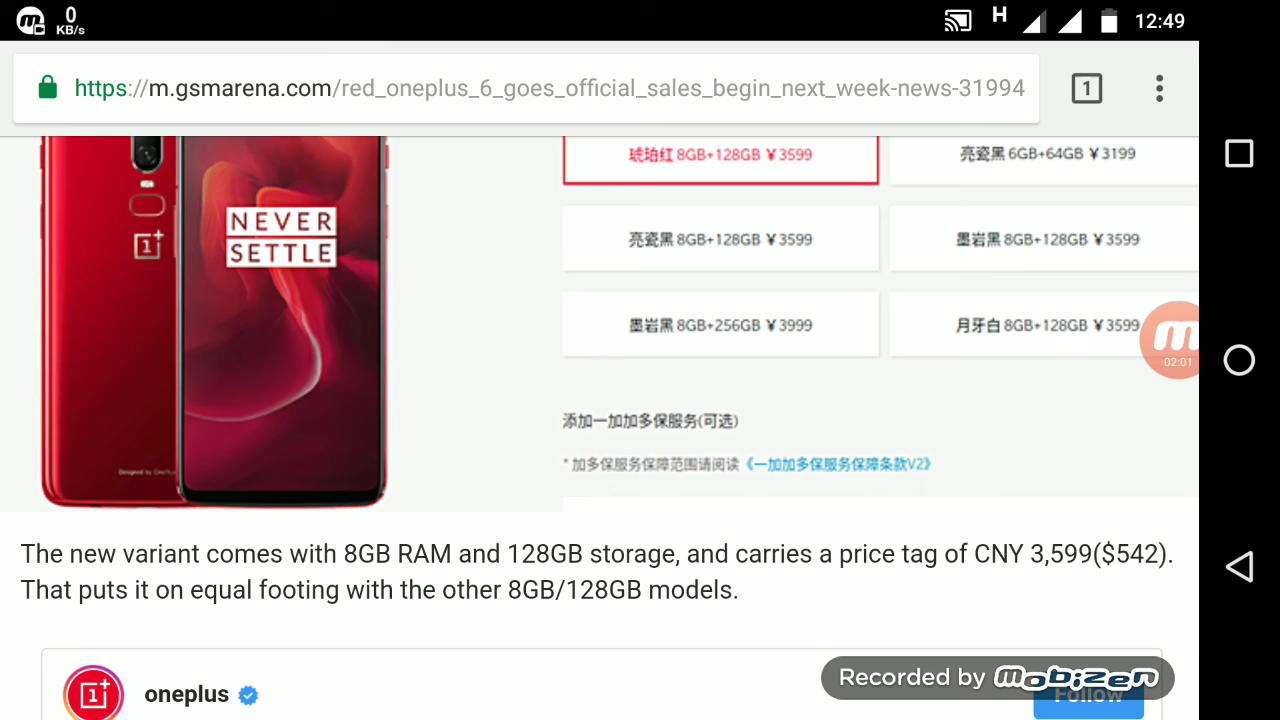 0
KB/s
H
12:49
https://m.gsmarena.com/red_oneplus_6_goes_official_sales_begin_next_week-news-31994
1
琥珀红 8GB+128GB ¥3599
亮瓷黑 6GB+64GB ¥3199
NEVER
SETTLE
亮瓷黑 8GB+128GB ¥3599
墨岩黑 8GB+128GB ¥3599
墨岩黑 8GB+256GB ¥3999
月牙白 8GB+128GB ¥3599
02:01
添加一加加多保服务(可选)
* 加多保服务保障范围请阅读《一加加多保服务保障条款V2》
Designed by OnePlus
The new variant comes with 8GB RAM and 128GB storage, and carries a price tag of CNY 3,599($542).
That puts it on equal footing with the other 8GB/128GB models.
oneplus
Recorded by mobizen
Follow